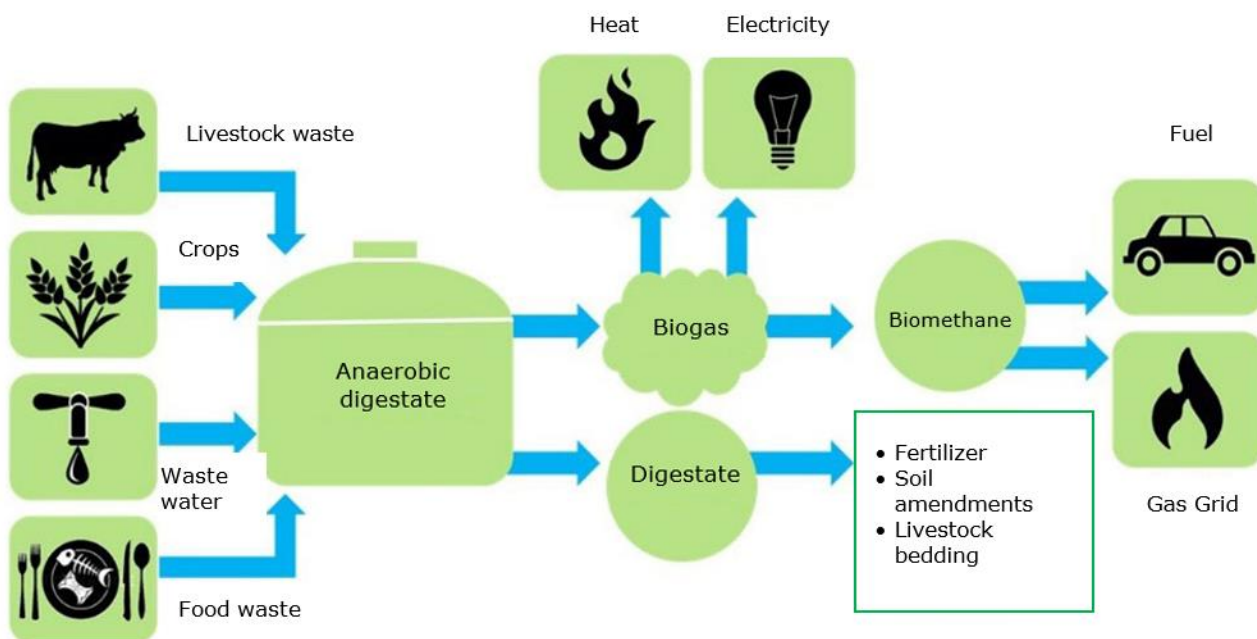 Heat
Electricity
Livestock waste
Fuel
Crops
Anaerobic
digestate
Biogas
Biomethane
Waste
water
Digestate
• Fertilizer
• Soil
amendments
• Livestock
bedding
Gas Grid
Food waste